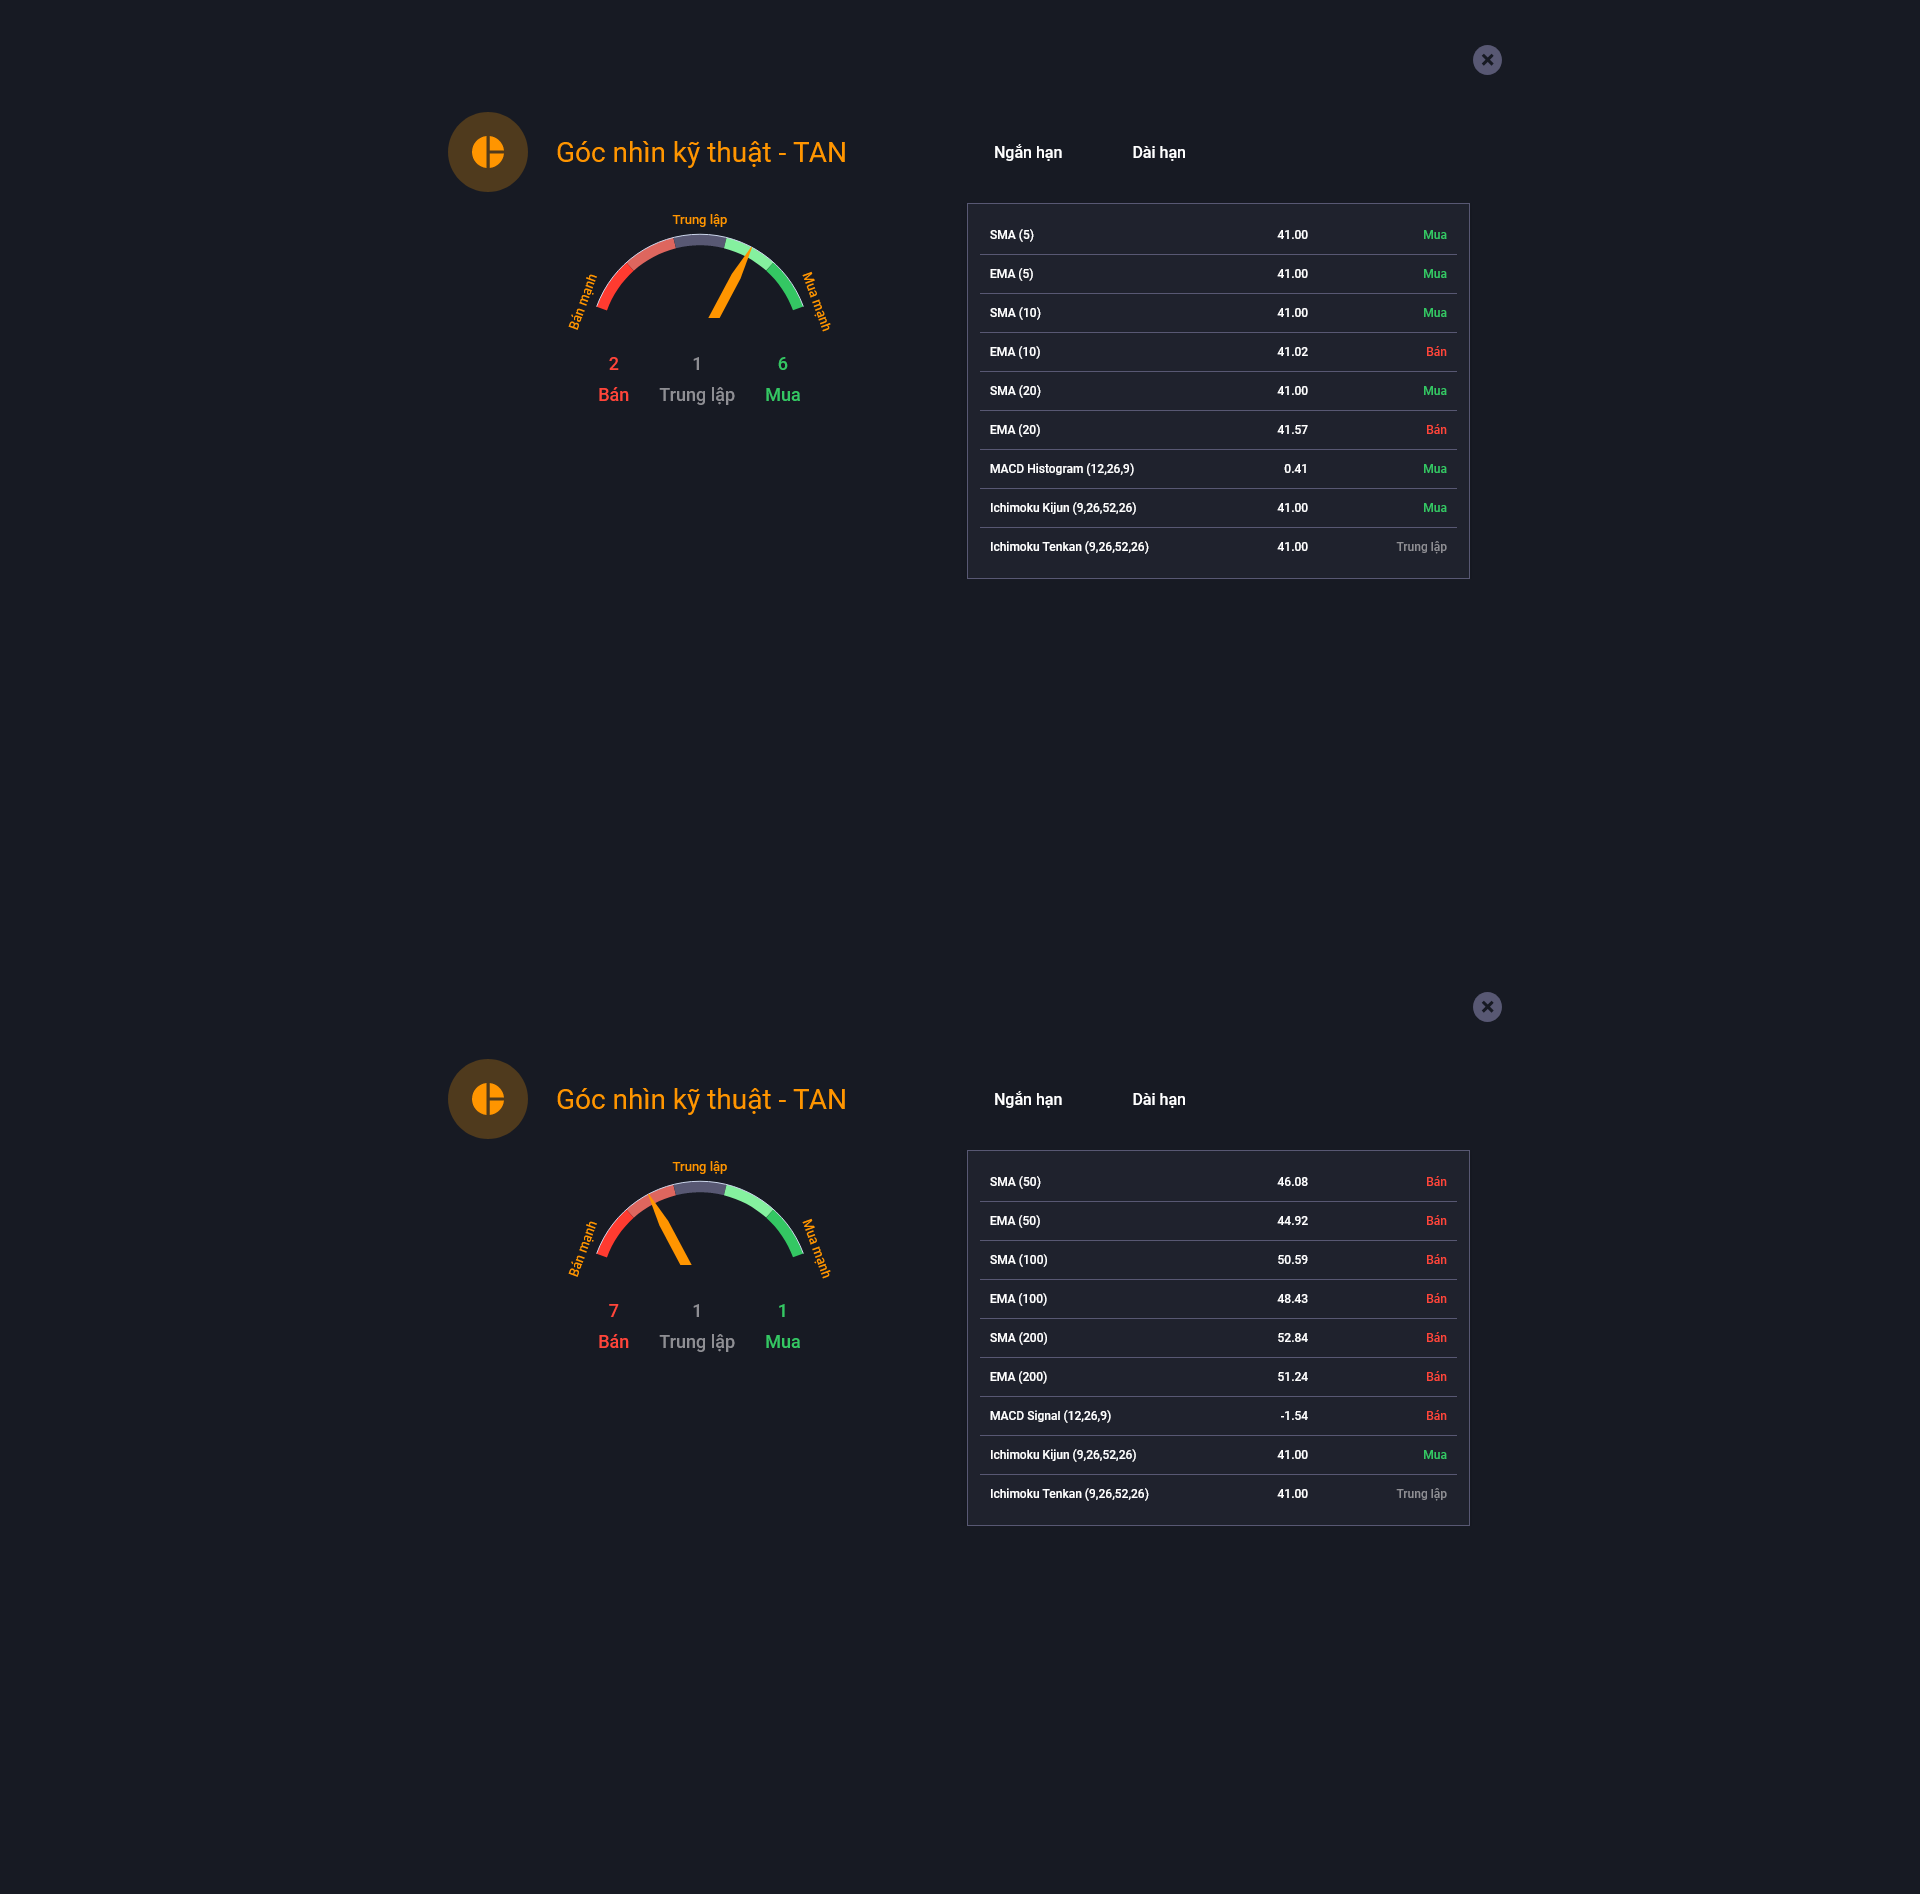 Góc nhìn kỹ thuật - TAN
Ngắn hạn Dài hạn
Trung lập
Bán mạnh
Mua mạnh
2 1 6
Bán Trung lập Mua
SMA (5) 41.00 Mua
EMA (5) 41.00 Mua
SMA (10) 41.00 Mua
EMA (10) 41.02 Bán
SMA (20) 41.00 Mua
EMA (20) 41.57 Bán
MACD Histogram (12,26,9) 0.41 Mua
Ichimoku Kijun (9,26,52,26) 41.00 Mua
Ichimoku Tenkan (9,26,52,26) 41.00 Trung lập
Góc nhìn kỹ thuật - TAN
Ngắn hạn Dài hạn
Trung lập
Bán mạnh
Mua mạnh
7 1 1
Bán Trung lập Mua
SMA (50) 46.08 Bán
EMA (50) 44.92 Bán
SMA (100) 50.59 Bán
EMA (100) 48.43 Bán
SMA (200) 52.84 Bán
EMA (200) 51.24 Bán
MACD Signal (12,26,9) -1.54 Bán
Ichimoku Kijun (9,26,52,26) 41.00 Mua
Ichimoku Tenkan (9,26,52,26) 41.00 Trung lập